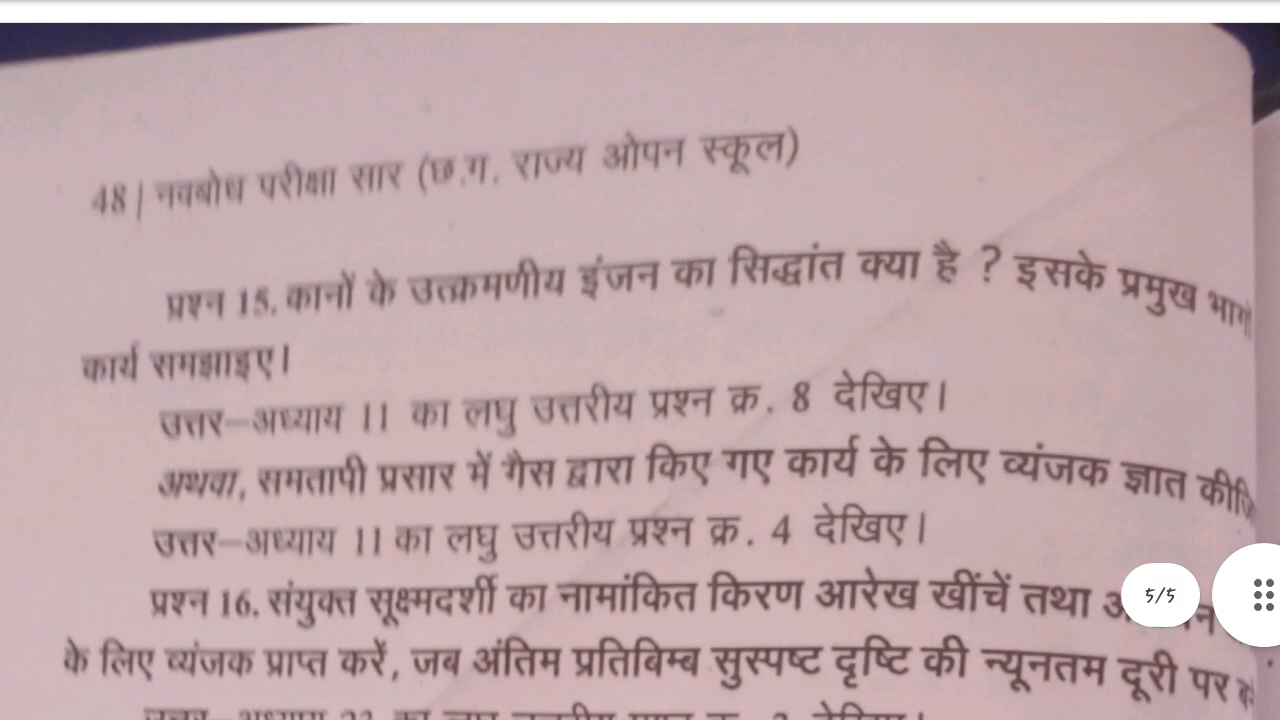 48 | नवबोध परीक्षा सार (छ.ग. राज्य ओपन स्कूल)
प्रश्न 15. कार्नो के उत्क्रमणीय इंजन का सिद्धांत क्या है ? इसके प्रमुख
कार्य समझाइए।
उत्तर–अध्याय 11 का लघु उत्तरीय प्रश्न क्र. 8 देखिए।
अथवा, समतापी प्रसार में गैस द्वारा किए गए कार्य के लिए व्यंजक ज्ञात
उत्तर–अध्याय 11 का लघु उत्तरीय प्रश्न क्र. 4 देखिए।
प्रश्न 16. संयुक्त सूक्ष्मदर्शी का नामांकित किरण आरेख खींचें तथा
5/5
के लिए व्यंजक प्राप्त करें, जब अंतिम प्रतिबिम्ब सुस्पष्ट दृष्टि की न्यूनतम दूरी पर